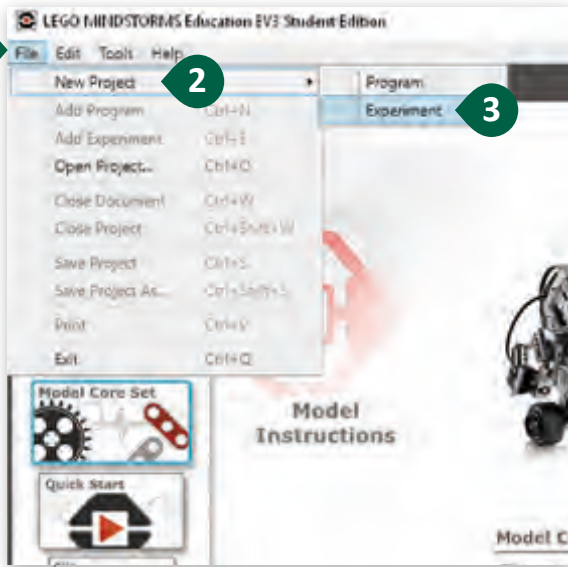 LEGO MINDSTORMS Education EV3 Student Edition
File Edit Tools Help
New Project 2 Program
Add Program Ctrl+N Experiment 3
Add Experiment Ctrl+E
Open Project... Ctrl+O
Close Document Ctrl+W
Close Project Ctrl+Shift+W
Save Project Ctrl+S
Save Project As... Ctrl+Shift+S
Print Ctrl+P
Exit Ctrl+Q
Model Core Set
Model
Instructions
Quick Start
Model C